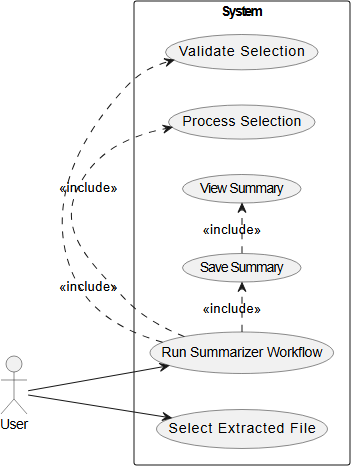 System
Validate Selection
Process Selection
«include»
View Summary
«include»
Save Summary
«include»
«include»
Run Summarizer Workflow
User
Select Extracted File